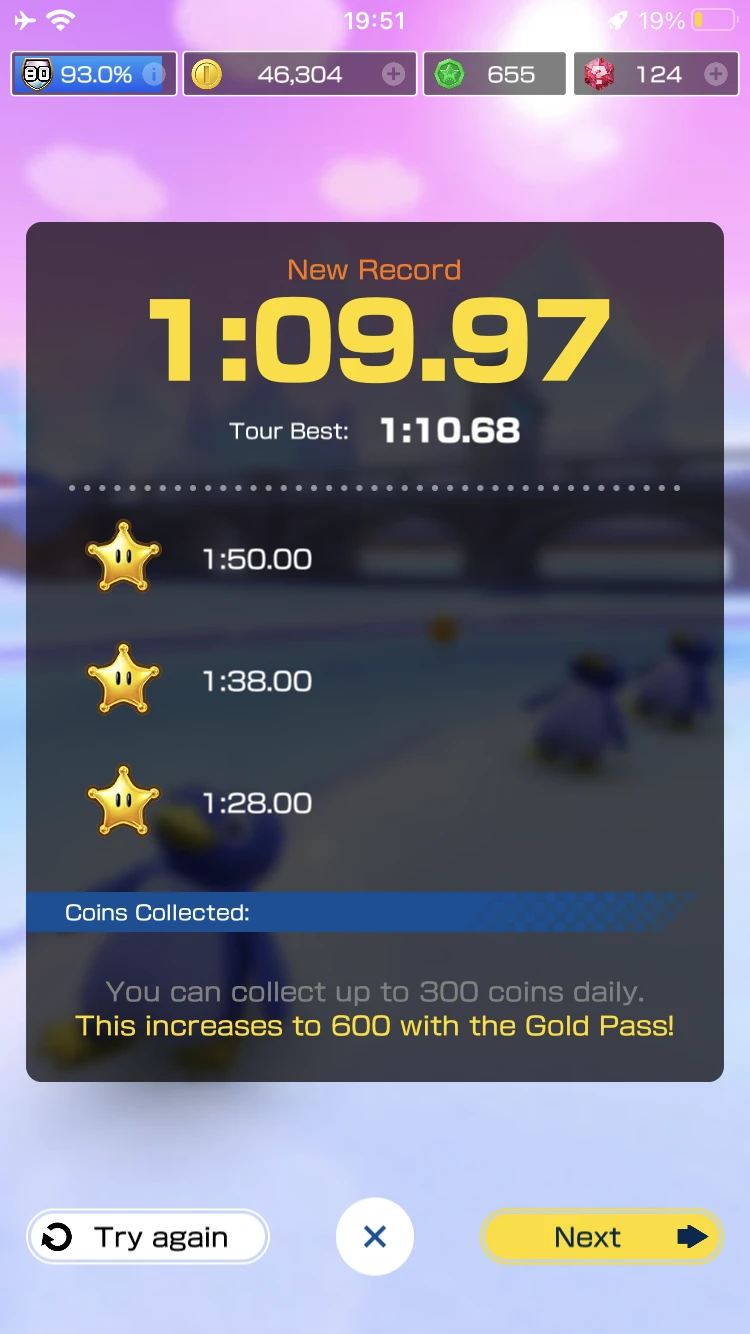 19:51
19%
80 93.0% i
46,304
655
124
New Record
1:09.97
Tour Best: 1:10.68
1:50.00
1:38.00
1:28.00
Coins Collected:
You can collect up to 300 coins daily.
This increases to 600 with the Gold Pass!
Try again
Next